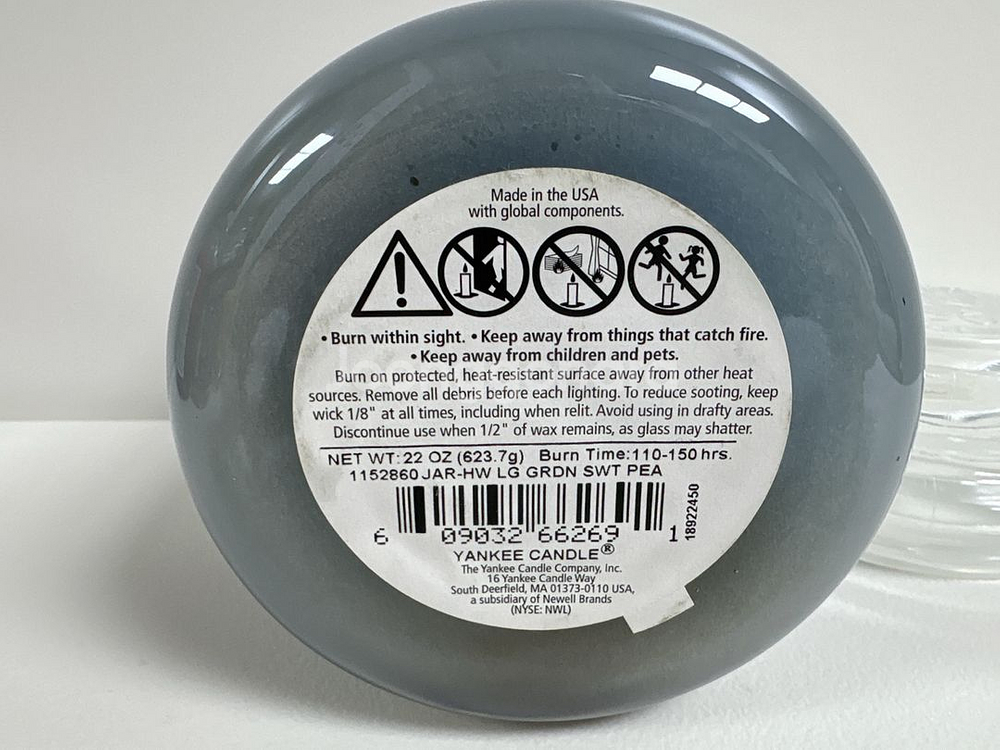 Made in the USA
with global components.
• Burn within sight. • Keep away from things that catch fire.
• Keep away from children and pets.
Burn on protected, heat-resistant surface away from other heat
sources. Remove all debris before each lighting. To reduce sooting, keep
wick 1/8" at all times, including when relit. Avoid using in drafty areas.
Discontinue use when 1/2" of wax remains, as glass may shatter.
NET WT: 22 OZ (623.7g) Burn Time:110-150 hrs.
1152860 JAR-HW LG GRDN SWT PEA
6 09032 66269 1
18922450
YANKEE CANDLE®
The Yankee Candle Company, Inc.
16 Yankee Candle Way
South Deerfield, MA 01373-0110 USA,
a subsidiary of Newell Brands
(NYSE: NWL)